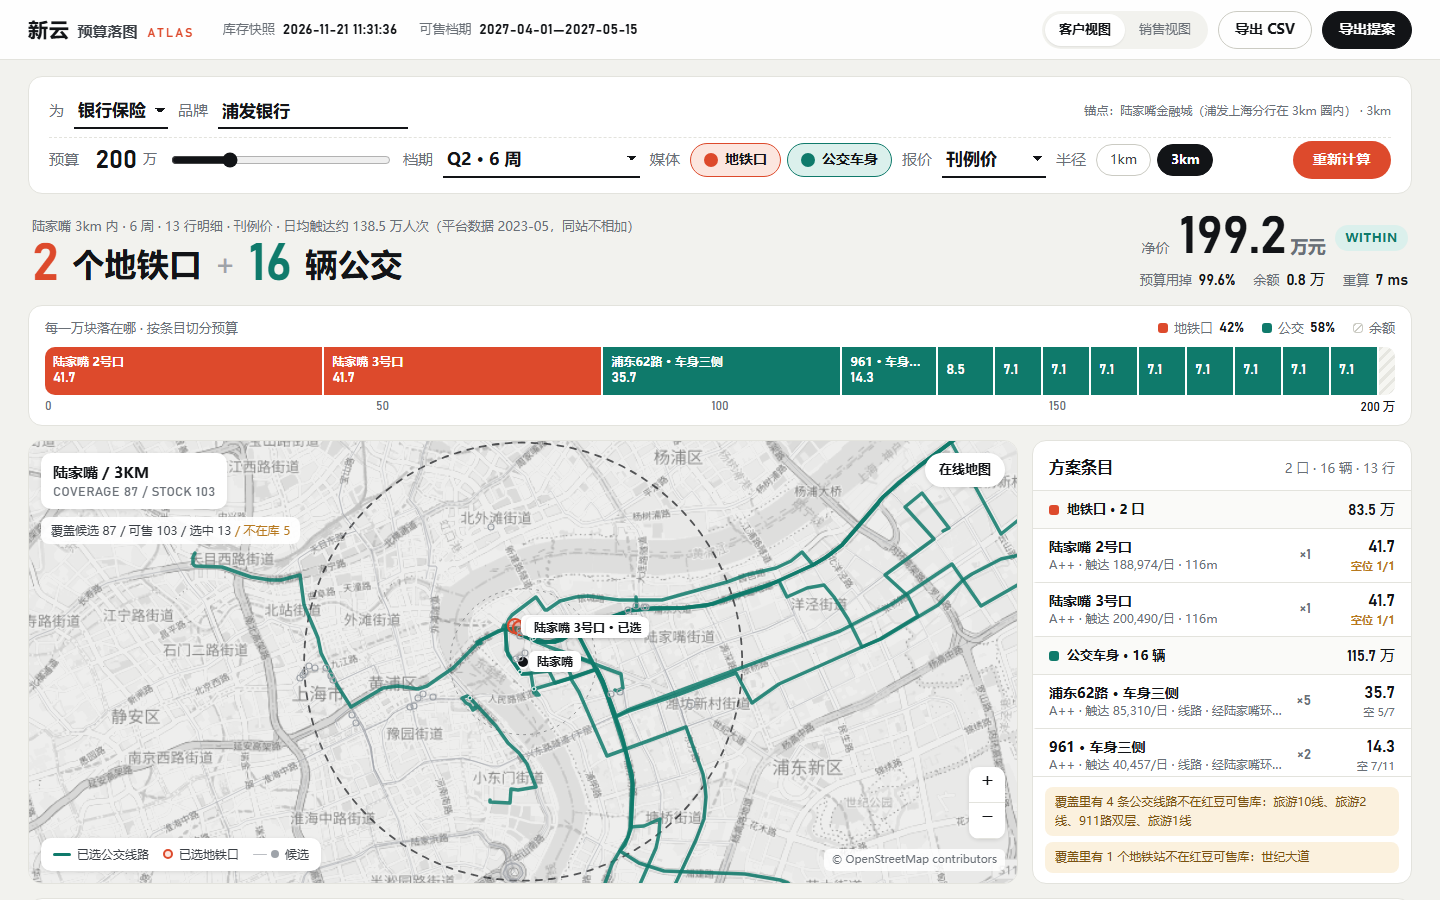 新云 预算落图 ATLAS 库存快照 2026-11-21 11:31:36 可售档期 2027-04-01—2027-05-15 客户视图 销售视图 导出 CSV 导出提案
为 银行保险 品牌 浦发银行 锚点：陆家嘴金融城（浦发上海分行在 3km 圈内） · 3km
预算 200 万 档期 Q2 • 6 周 媒体 地铁口 公交车身 报价 刊例价 半径 1km 3km 重新计算
陆家嘴 3km 内 · 6 周 · 13 行明细 · 刊例价 · 日均触达约 138.5 万人次（平台数据 2023-05，同站不相加）
2 个地铁口 + 16 辆公交
净价 199.2 万元 WITHIN
预算用掉 99.6% 余额 0.8 万 重算 7 ms
每一万块落在哪 · 按条目切分预算 地铁口 42% 公交 58% 余额
陆家嘴 2号口 陆家嘴 3号口 浦东62路 • 车身三侧 961 • 车身…
41.7 41.7 35.7 14.3 8.5 7.1 7.1 7.1 7.1 7.1 7.1 7.1 7.1
0 50 100 150 200 万
陆家嘴 / 3KM
COVERAGE 87 / STOCK 103
覆盖候选 87 / 可售 103 / 选中 13 / 不在库 5
在线地图
江西路街道
杨浦区
杨浦大桥
北外滩街道
天目西路街道
江宁路街道
北站街道
外滩街道
洋泾街道
陆家嘴 3号口 • 已选
陆家嘴街道
石门二路街道
陆家嘴
上海市
黄浦区
静安区
潍坊新村街道
豫园街道
南京西路街道
小东门街道
浦东新区
世纪公园
淮海中路街道
塘桥街道
半淞园路街道
+
−
已选公交线路 已选地铁口 候选
© OpenStreetMap contributors
方案条目 2 口 · 16 辆 · 13 行
地铁口 • 2 口 83.5 万
陆家嘴 2号口 ×1 41.7
A++ · 触达 188,974/日 · 116m 空位 1/1
陆家嘴 3号口 ×1 41.7
A++ · 触达 200,490/日 · 116m 空位 1/1
公交车身 • 16 辆 115.7 万
浦东62路 • 车身三侧 ×5 35.7
A++ · 触达 85,310/日 · 线路 · 经陆家嘴环… 空 5/7
961 • 车身三侧 ×2 14.3
A++ · 触达 40,457/日 · 线路 · 经陆家嘴环… 空 7/11
覆盖里有 4 条公交线路不在红豆可售库：旅游10线、旅游2
线、911路双层、旅游1线
覆盖里有 1 个地铁站不在红豆可售库：世纪大道